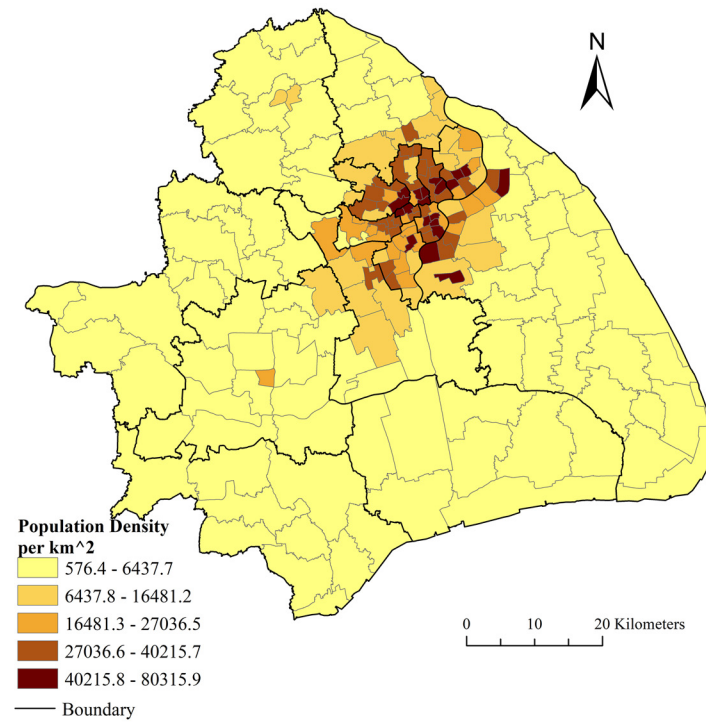 N
Population Density
per km^2
576.4 - 6437.7
6437.8 - 16481.2
16481.3 - 27036.5
27036.6 - 40215.7
40215.8 - 80315.9
Boundary
0 10 20 Kilometers